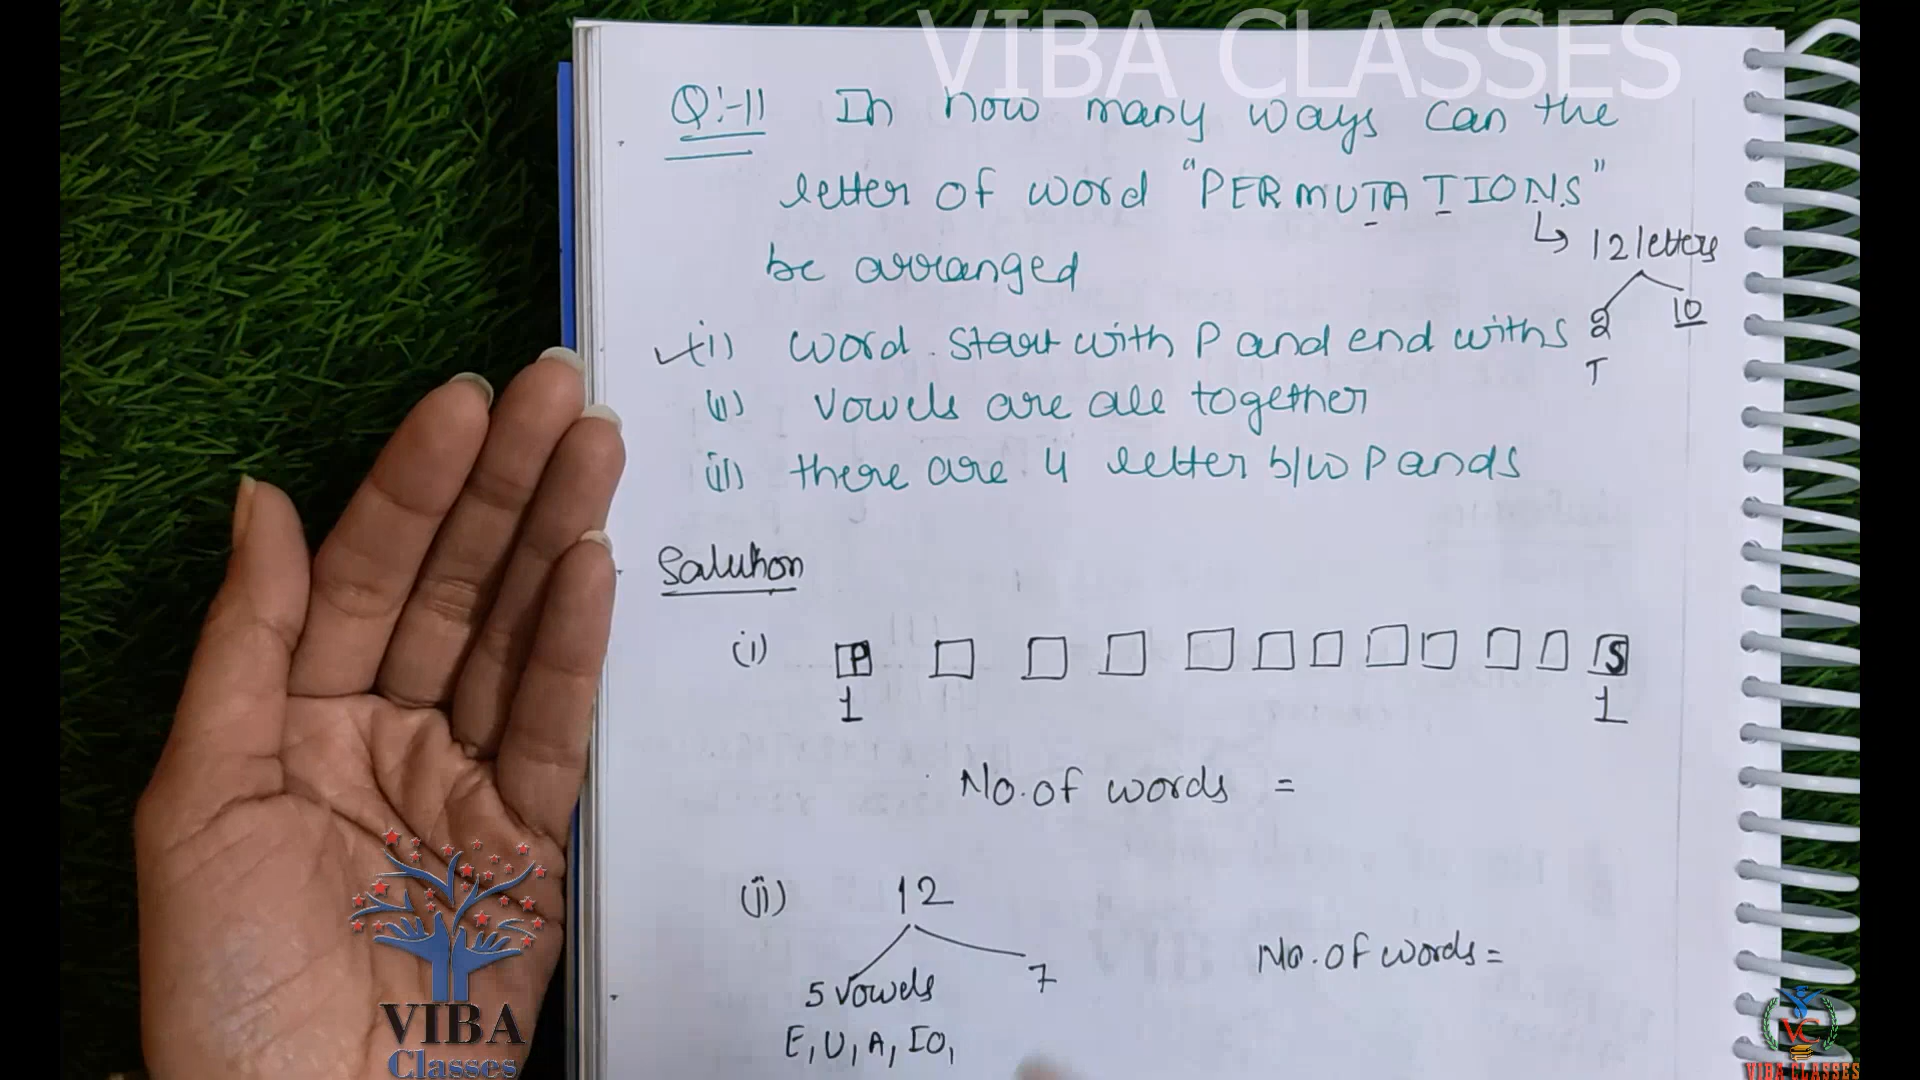 VIBA CLASSES
Q:-11 In how many ways can the
letter of word "PERMUTATIONS"
↳ 12 letters
be arranged
2 10
T
(i) word start with P and end with S
(ii) vowels are all together
(iii) there are 4 letter b/w P and S
Solution
(i) P S
1 1
No. of words =
(ii) 12
5 vowels 7
No. of words =
E, U, A, IO,
VIBA
Classes
VC
VIBA CLASSES